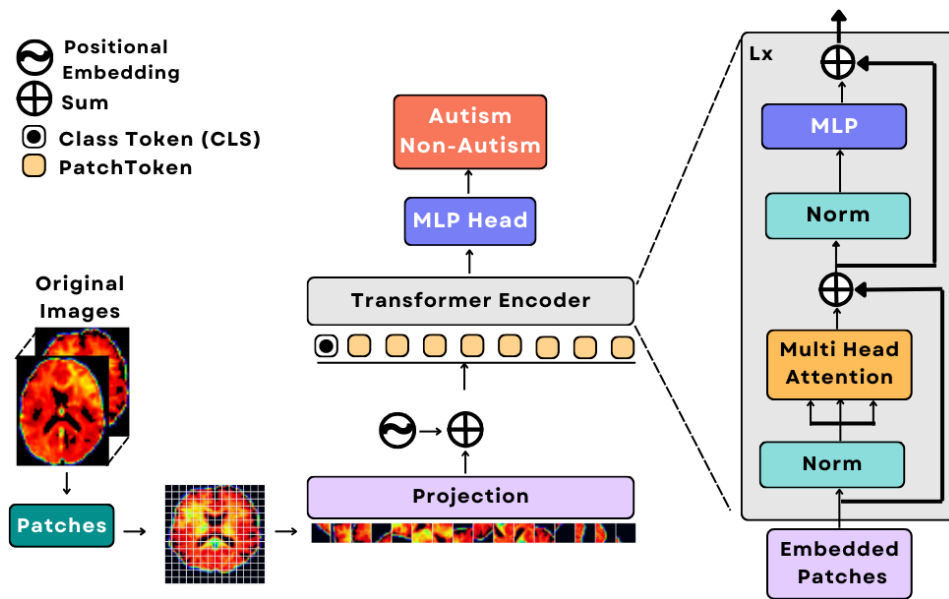 Positional
Embedding
Sum
Class Token (CLS)
PatchToken
Original
Images
Patches
Autism
Non-Autism
MLP Head
Transformer Encoder
Projection
Lx
MLP
Norm
Multi Head
Attention
Norm
Embedded
Patches